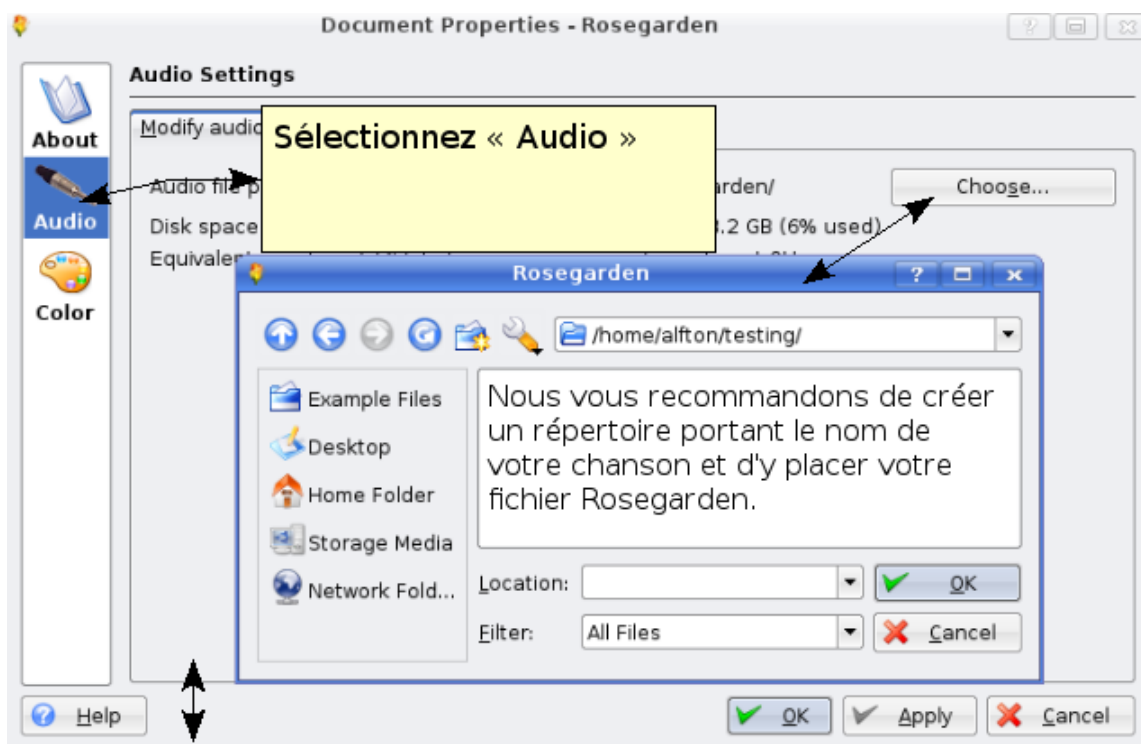 Document Properties - Rosegarden
Audio Settings
About
Audio
Color
Modify audio
Sélectionnez « Audio »
Audio file p
arden/
Choose...
Disk space
.2 GB (6% used)
Equivalen
Rosegarden
/home/alfton/testing/
Example Files
Desktop
Home Folder
Storage Media
Network Fold...
Nous vous recommandons de créer
un répertoire portant le nom de
votre chanson et d'y placer votre
fichier Rosegarden.
Location:
OK
Filter:
All Files
Cancel
Help
OK
Apply
Cancel